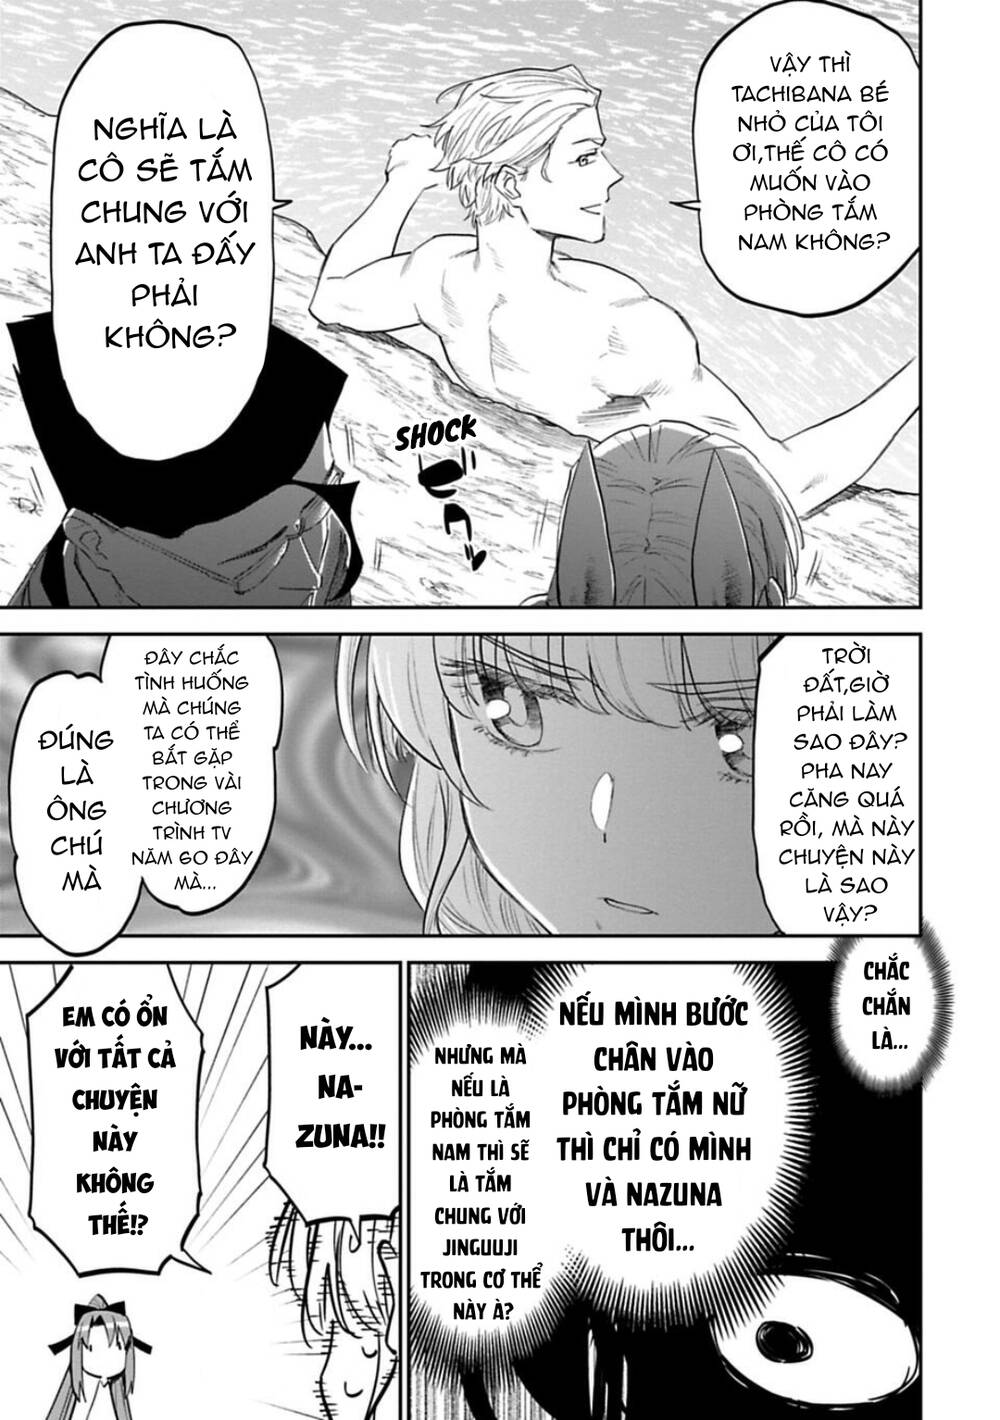 VẬY THÌ
TACHIBANA BÉ
NHỎ CỦA TÔI
ƠI,THẾ CÔ CÓ
MUỐN VÀO
PHÒNG TẮM
NAM KHÔNG?
NGHĨA LÀ
CÔ SẼ TẮM
CHUNG VỚI
ANH TA ĐẤY
PHẢI
KHÔNG?
SHOCK
TRỜI
ĐẤT,GIỜ
PHẢI LÀM
SAO ĐÂY?
PHA NAY
CĂNG QUÁ
RỒI, MÀ NÀY
CHUYỆN NÀY
LÀ SAO
VẬY?
ĐÂY CHẮC
TÌNH HUỐNG
MÀ CHÚNG
TA CÓ THỂ
BẮT GẶP
TRONG VÀI
CHƯƠNG
TRÌNH TV
NĂM GO ĐÂY
MÀ...
ĐÚNG
LÀ
ÔNG
CHÚ
MÀ
CHẮC
CHẮN
LÀ...
NẾU MÌNH BƯỚC
CHÂN VÀO
PHÒNG TẮM NỮ
THÌ CHỈ CÓ MÌNH
VÀ NAZUNA
THÔI...
NHƯNG MÀ
NẾU LÀ
PHÒNG TẮM
NAM THÌ SẼ
LÀ TẮM
CHUNG VỚI
JINGUUJI
TRONG CƠ THỂ
NÀY À?
NÀY...
NA-
ZUNA!!
EM CÓ ỔN
VỚI TẤT CẢ
CHUYỆN
NÀY
KHÔNG
THẾ!?